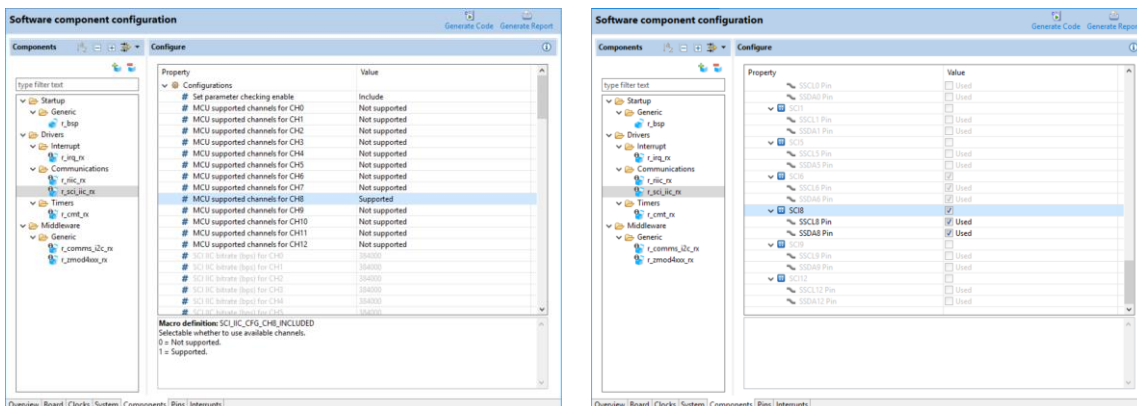 Software component configuration
Generate Code Generate Report
Components
Configure
type filter text
Startup
Generic
r_bsp
Drivers
Interrupt
r_irq_rx
Communications
r_riic_rx
r_sci_iic_rx
Timers
r_cmt_rx
Middleware
Generic
r_comms_i2c_rx
r_zmod4xxx_rx
Property Value
Configurations
# Set parameter checking enable Include
# MCU supported channels for CH0 Not supported
# MCU supported channels for CH1 Not supported
# MCU supported channels for CH2 Not supported
# MCU supported channels for CH3 Not supported
# MCU supported channels for CH4 Not supported
# MCU supported channels for CH5 Not supported
# MCU supported channels for CH6 Not supported
# MCU supported channels for CH7 Not supported
# MCU supported channels for CH8 Supported
# MCU supported channels for CH9 Not supported
# MCU supported channels for CH10 Not supported
# MCU supported channels for CH11 Not supported
# MCU supported channels for CH12 Not supported
# SCI IIC bitrate (bps) for CH0 384000
# SCI IIC bitrate (bps) for CH1 384000
# SCI IIC bitrate (bps) for CH2 384000
# SCI IIC bitrate (bps) for CH3 384000
# SCI IIC bitrate (bps) for CH4 384000
# SCI IIC bitrate (bps) for CH5 384000
Macro definition: SCI_IIC_CFG_CH8_INCLUDED
Selectable whether to use available channels.
0 = Not supported.
1 = Supported.
Overview Board Clocks System Components Pins Interrupts
Software component configuration
Generate Code Generate Report
Components
Configure
type filter text
Startup
Generic
r_bsp
Drivers
Interrupt
r_irq_rx
Communications
r_riic_rx
r_sci_iic_rx
Timers
r_cmt_rx
Middleware
Generic
r_comms_i2c_rx
r_zmod4xxx_rx
Property Value
SSCL0 Pin Used
SSDA0 Pin Used
SCI1
SSCL1 Pin Used
SSDA1 Pin Used
SCI5
SSCL5 Pin Used
SSDA5 Pin Used
SCI6
SSCL6 Pin Used
SSDA6 Pin Used
SCI8
SSCL8 Pin Used
SSDA8 Pin Used
SCI9
SSCL9 Pin Used
SSDA9 Pin Used
SCI12
SSCL12 Pin Used
SSDA12 Pin Used
Overview Board Clocks System Components Pins Interrupts